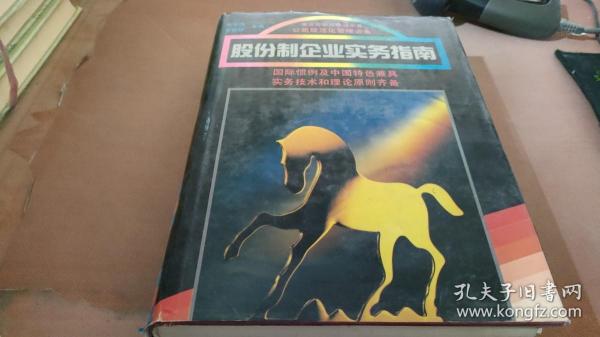 股份制企业实务指南
国际惯例及中国特色兼具
实务技术和理论原则齐备
孔夫子旧书网
www.kongfz.com